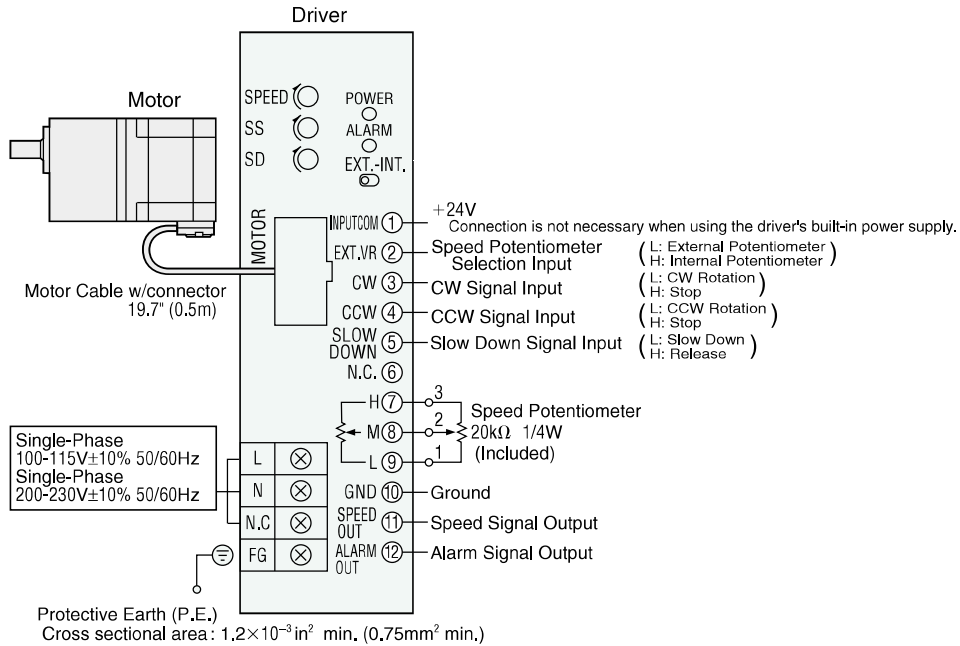 Driver
Motor
SPEED
POWER
SS
ALARM
SD
EXT.-INT.
MOTOR
INPUTCOM ① +24V
Connection is not necessary when using the driver's built-in power supply.
EXT.VR ② Speed Potentiometer
Selection Input
( L: External Potentiometer
H: Internal Potentiometer )
CW ③ CW Signal Input
( L: CW Rotation
H: Stop )
CCW ④ CCW Signal Input
( L: CCW Rotation
H: Stop )
SLOW
DOWN ⑤ Slow Down Signal Input
( L: Slow Down
H: Release )
N.C. ⑥
Motor Cable w/connector
19.7" (0.5m)
H ⑦ 3
M ⑧ 2
L ⑨ 1
Speed Potentiometer
20kΩ 1/4W
(Included)
Single-Phase
100-115V±10% 50/60Hz
Single-Phase
200-230V±10% 50/60Hz
L
N
N.C
FG
GND ⑩ Ground
SPEED
OUT ⑪ Speed Signal Output
ALARM
OUT ⑫ Alarm Signal Output
Protective Earth (P.E.)
Cross sectional area : 1.2×10⁻³in² min. (0.75mm² min.)